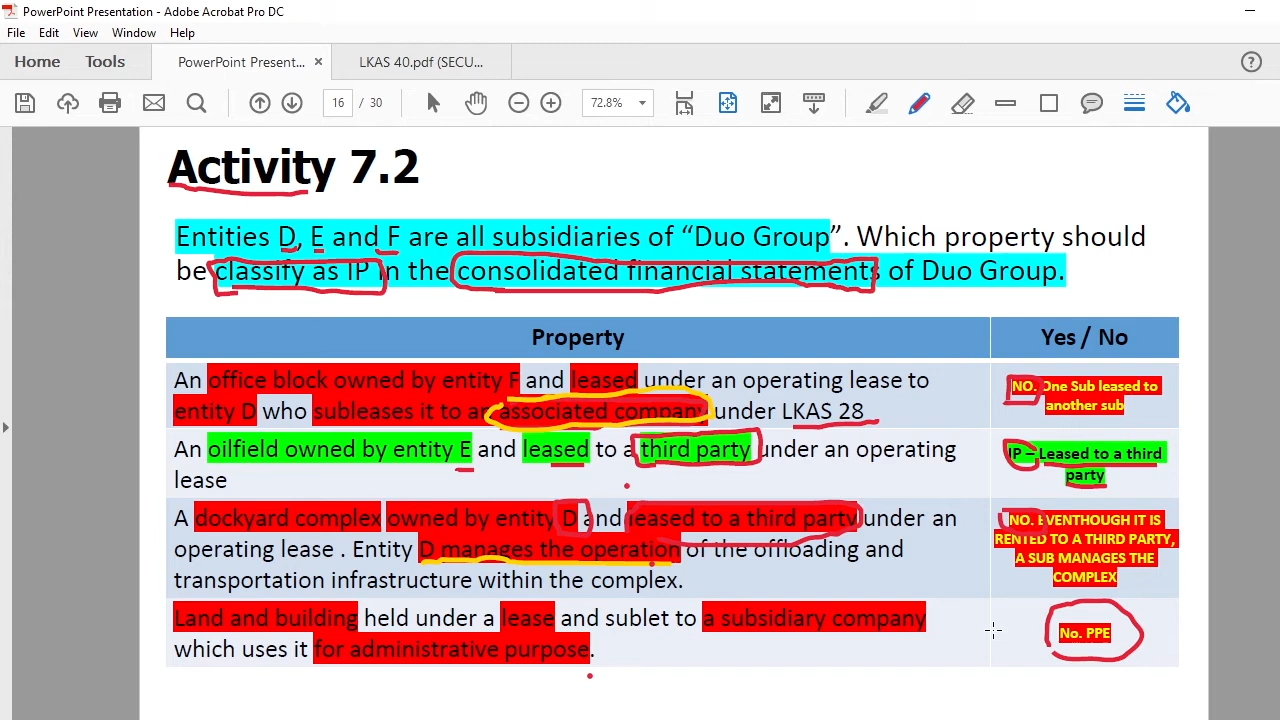 PowerPoint Presentation - Adobe Acrobat Pro DC
File Edit View Window Help
Home Tools PowerPoint Present... × LKAS 40.pdf (SECU...
16 / 30 72.8%
Activity 7.2
Entities D, E and F are all subsidiaries of “Duo Group”. Which property should
be classify as IP in the consolidated financial statements of Duo Group.
Property Yes / No
An office block owned by entity F and leased under an operating lease to
entity D who subleases it to an associated company under LKAS 28
NO. One Sub leased to
another sub
An oilfield owned by entity E and leased to a third party under an operating
lease
IP – Leased to a third
party
A dockyard complex owned by entity D and leased to a third party under an
operating lease . Entity D manages the operation of the offloading and
transportation infrastructure within the complex.
NO. EVENTHOUGH IT IS
RENTED TO A THIRD PARTY,
A SUB MANAGES THE
COMPLEX
Land and building held under a lease and sublet to a subsidiary company
which uses it for administrative purpose.
No. PPE